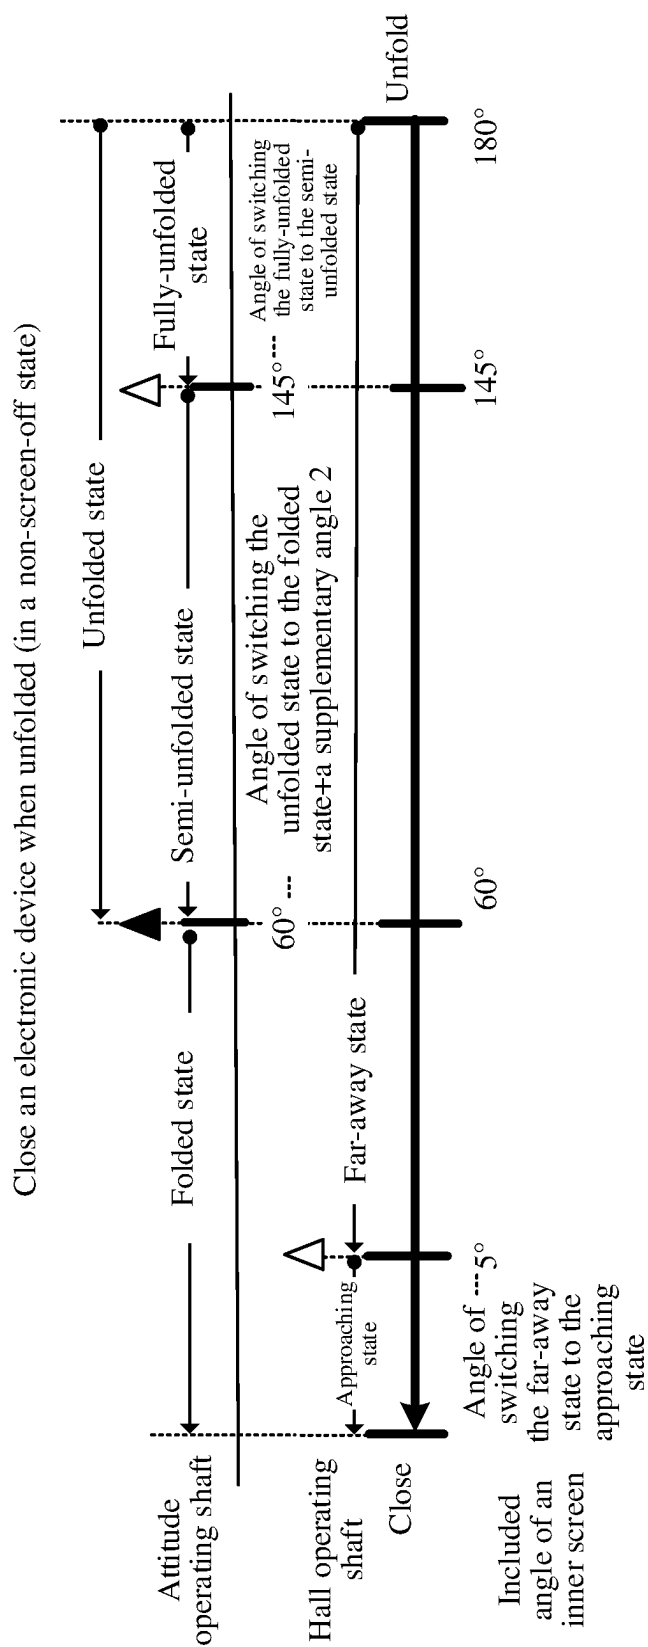 Close an electronic device when unfolded (in a non-screen-off state)
Unfolded state
Attitude
operating shaft
Folded state
Semi-unfolded state
Fully-unfolded
state
60° ---
Angle of switching the
unfolded state to the folded
state+a supplementary angle 2
145° ---
Angle of switching
the fully-unfolded
state to the semi-
unfolded state
Hall operating
shaft
Approaching
state
Far-away state
Close
Unfold
Included
angle of an
inner screen
Angle of ---5°
switching
the far-away
state to the
approaching
state
60°
145°
180°